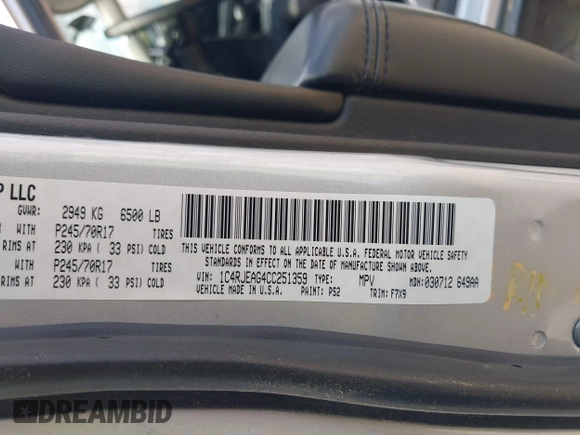 P LLC
GVWR: 2949 KG 6500 LB
WITH P245/70R17 TIRES
RIMS AT 230 KPA ( 33 PSI) COLD
WITH P245/70R17 TIRES
RIMS AT 230 KPA ( 33 PSI) COLD
THIS VEHICLE CONFORMS TO ALL APPLICABLE U.S.A. FEDERAL MOTOR VEHICLE SAFETY
STANDARDS IN EFFECT ON THE DATE OF MANUFACTURE SHOWN ABOVE.
VIN: 1C4RJEAG4CC251359 TYPE: MPV MDH:030712 649AA
VEHICLE MADE IN U.S.A. PAINT: PS2 TRIM: F7X9
DREAMBID